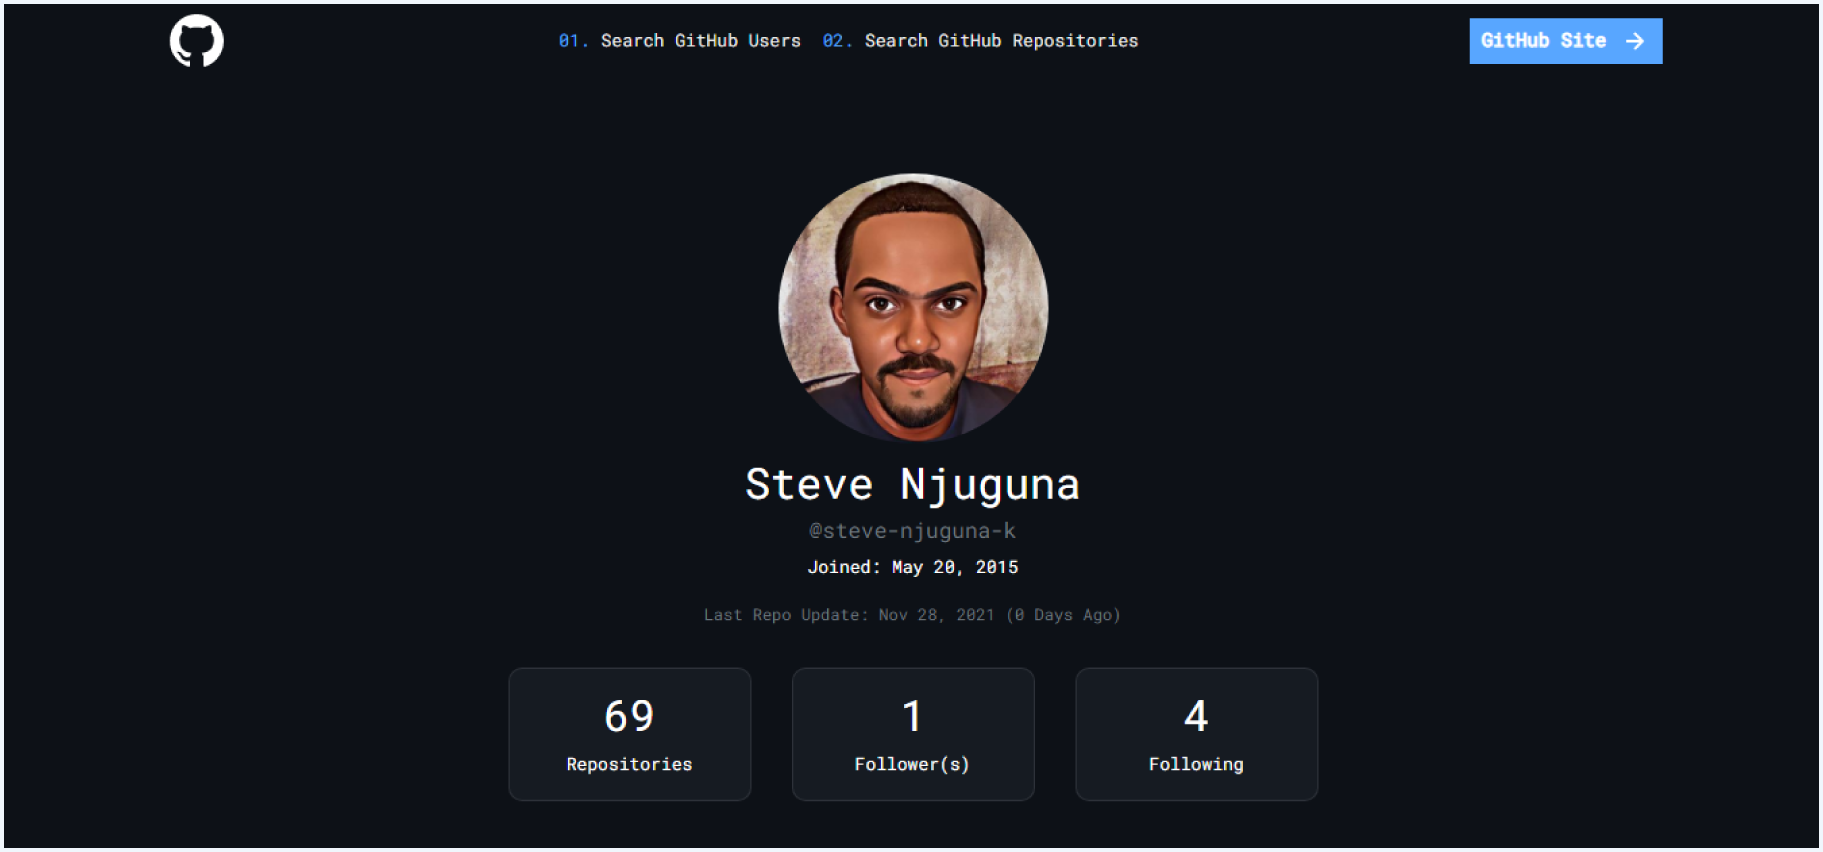 01. Search GitHub Users 02. Search GitHub Repositories
GitHub Site →
Steve Njuguna
@steve-njuguna-k
Joined: May 20, 2015
Last Repo Update: Nov 28, 2021 (0 Days Ago)
69
Repositories
1
Follower(s)
4
Following